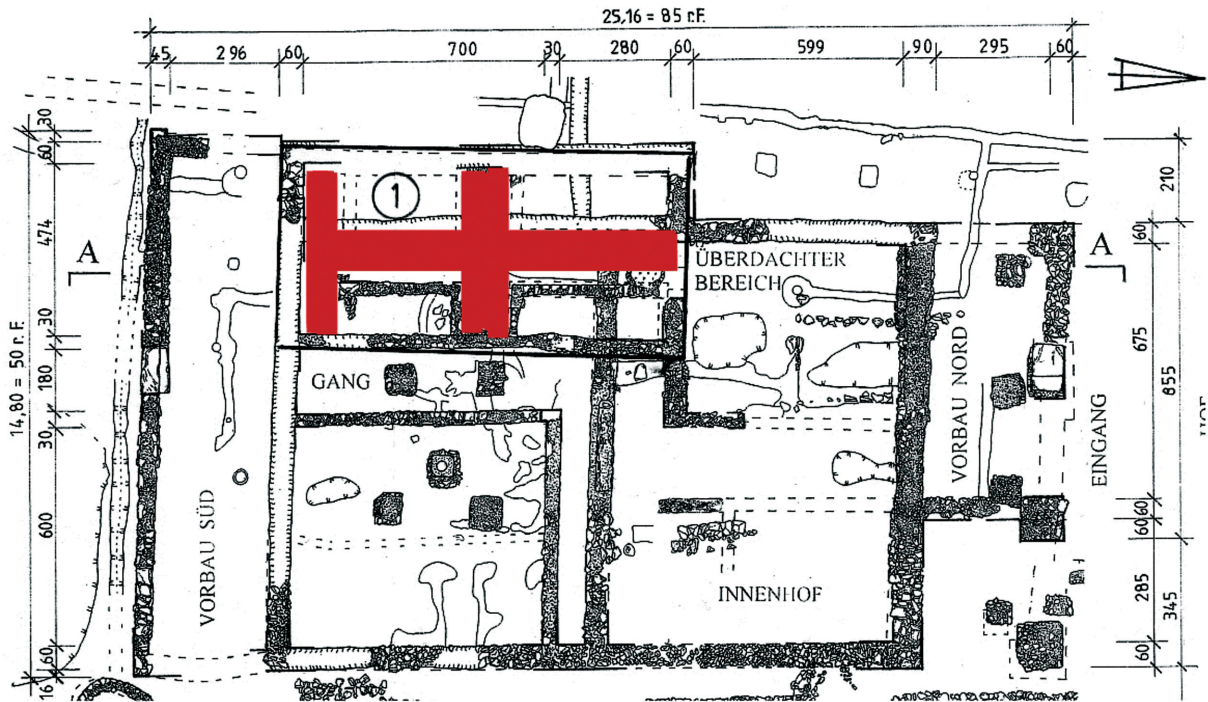 25,16 = 85 r.F.
45 296 60 700 30 280 60 599 90 295 60
14,80 = 50 r.F.
30
60
474
30
180
30
600
60
16
1
A
A
210
60
675
855
60
60
285
345
60
ÜBERDACHTER
BEREICH
GANG
VORBAU SÜD
VORBAU NORD
EINGANG
INNENHOF